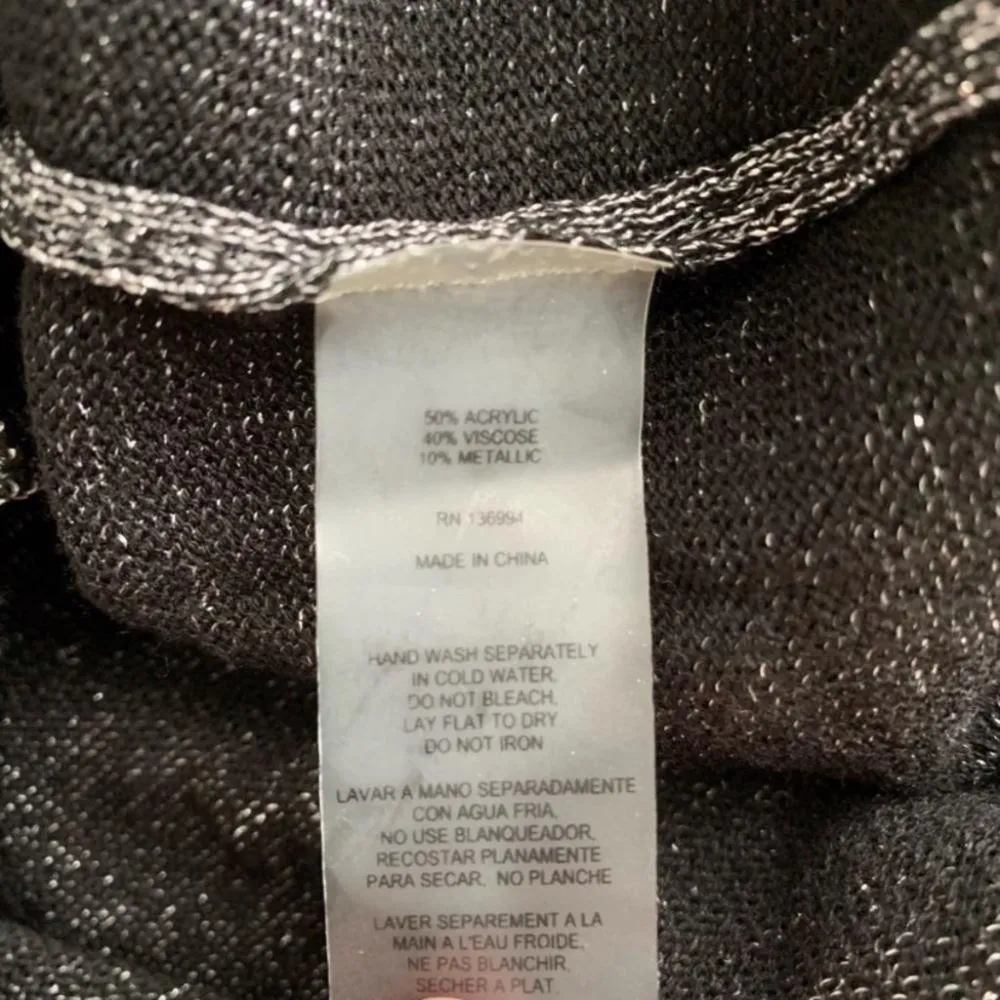 50% ACRYLIC
40% VISCOSE
10% METALLIC
RN 136994
MADE IN CHINA
HAND WASH SEPARATELY
IN COLD WATER,
DO NOT BLEACH,
LAY FLAT TO DRY
DO NOT IRON
LAVAR A MANO SEPARADAMENTE
CON AGUA FRIA,
NO USE BLANQUEADOR,
RECOSTAR PLANAMENTE
PARA SECAR, NO PLANCHE
LAVER SEPAREMENT A LA
MAIN A L'EAU FROIDE,
NE PAS BLANCHIR,
SECHER A PLAT,